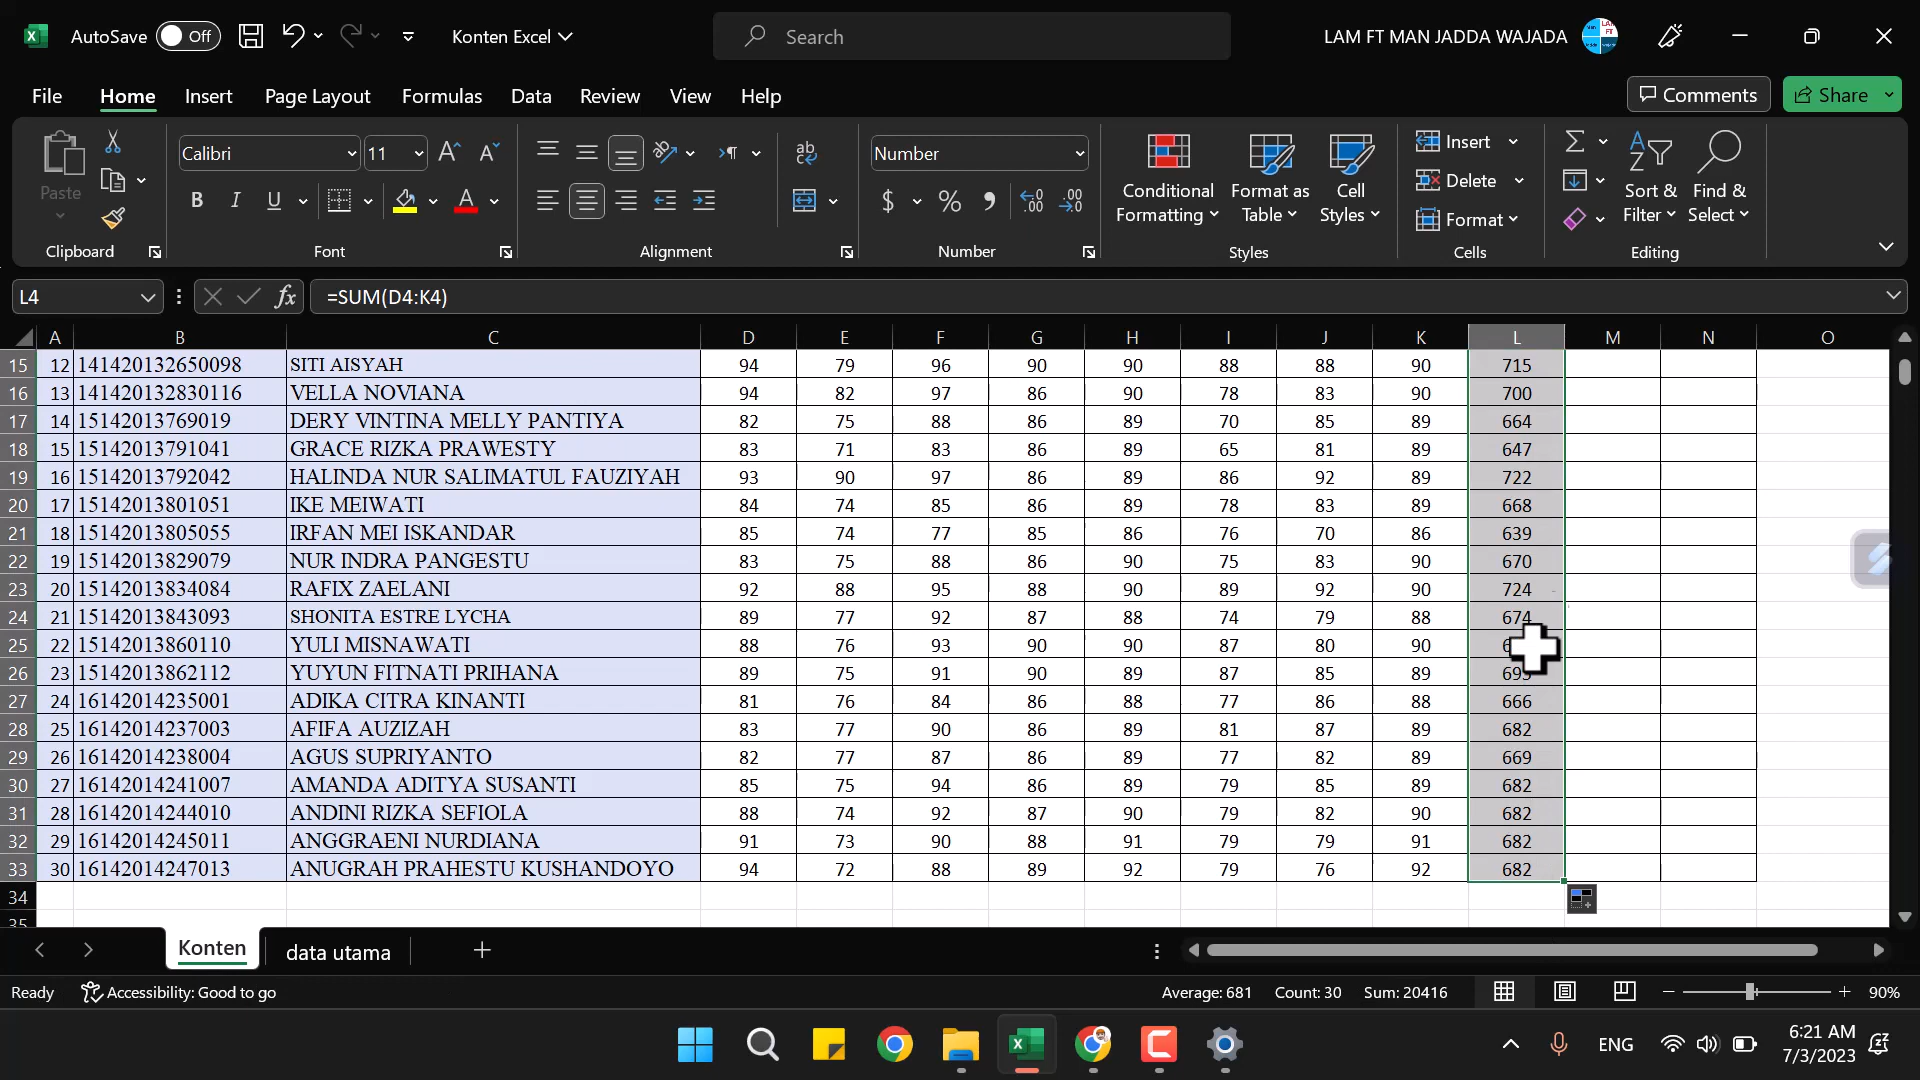 AutoSave Off Konten Excel Search LAM FT MAN JADDA WAJADA
File Home Insert Page Layout Formulas Data Review View Help Comments Share
Calibri 11 Number Insert
Paste Conditional Formatting Format as Table Cell Styles Delete Sort & Filter Find & Select
B I U $ % Format
Clipboard Font Alignment Number Styles Cells Editing
L4 fx =SUM(D4:K4)
A B C D E F G H I J K L M N O
15 12 141420132650098 SITI AISYAH 94 79 96 90 90 88 88 90 715
16 13 141420132830116 VELLA NOVIANA 94 82 97 86 90 78 83 90 700
17 14 15142013769019 DERY VINTINA MELLY PANTIYA 82 75 88 86 89 70 85 89 664
18 15 15142013791041 GRACE RIZKA PRAWESTY 83 71 83 86 89 65 81 89 647
19 16 15142013792042 HALINDA NUR SALIMATUL FAUZIYAH 93 90 97 86 89 86 92 89 722
20 17 15142013801051 IKE MEIWATI 84 74 85 86 89 78 83 89 668
21 18 15142013805055 IRFAN MEI ISKANDAR 85 74 77 85 86 76 70 86 639
22 19 15142013829079 NUR INDRA PANGESTU 83 75 88 86 90 75 83 90 670
23 20 15142013834084 RAFIX ZAELANI 92 88 95 88 90 89 92 90 724
24 21 15142013843093 SHONITA ESTRE LYCHA 89 77 92 87 88 74 79 88 674
25 22 15142013860110 YULI MISNAWATI 88 76 93 90 90 87 80 90
26 23 15142013862112 YUYUN FITNATI PRIHANA 89 75 91 90 89 87 85 89 695
27 24 16142014235001 ADIKA CITRA KINANTI 81 76 84 86 88 77 86 88 666
28 25 16142014237003 AFIFA AUZIZAH 83 77 90 86 89 81 87 89 682
29 26 16142014238004 AGUS SUPRIYANTO 82 77 87 86 89 77 82 89 669
30 27 16142014241007 AMANDA ADITYA SUSANTI 85 75 94 86 89 79 85 89 682
31 28 16142014244010 ANDINI RIZKA SEFIOLA 88 74 92 87 90 79 82 90 682
32 29 16142014245011 ANGGRAENI NURDIANA 91 73 90 88 91 79 79 91 682
33 30 16142014247013 ANUGRAH PRAHESTU KUSHANDOYO 94 72 88 89 92 79 76 92 682
34
35
Konten data utama
Ready Accessibility: Good to go Average: 681 Count: 30 Sum: 20416 90%
ENG 6:21 AM
7/3/2023